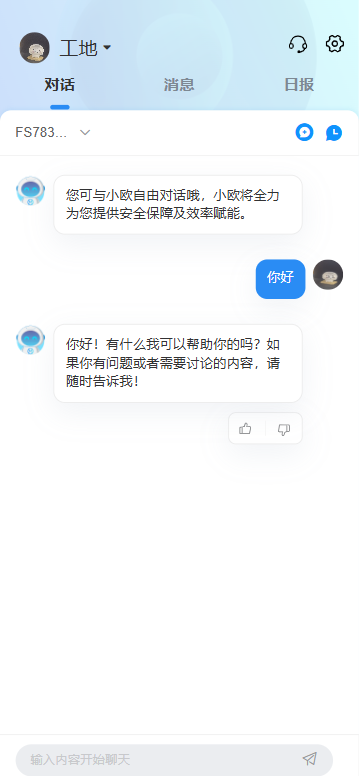 工地
对话 消息 日报
FS783...
您可与小欧自由对话哦，小欧将全力
为您提供安全保障及效率赋能。
你好
你好！有什么我可以帮助你的吗？如
果你有问题或者需要讨论的内容，请
随时告诉我！
输入内容开始聊天